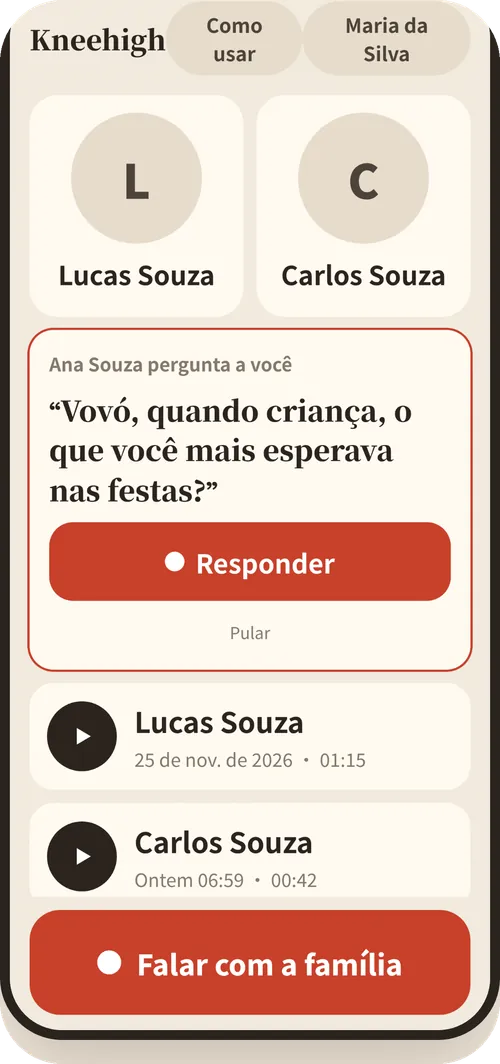 Kneehigh
Como
usar
Maria da
Silva
L
C
Lucas Souza
Carlos Souza
Ana Souza pergunta a você
“Vovó, quando criança, o
que você mais esperava
nas festas?”
Responder
Pular
Lucas Souza
25 de nov. de 2026 • 01:15
Carlos Souza
Ontem 06:59 • 00:42
Falar com a família